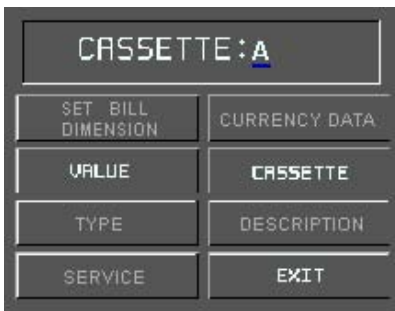 CASSETTE:A
SET BILL
DIMENSION
CURRENCY DATA
VALUE
CASSETTE
TYPE
DESCRIPTION
SERVICE
EXIT